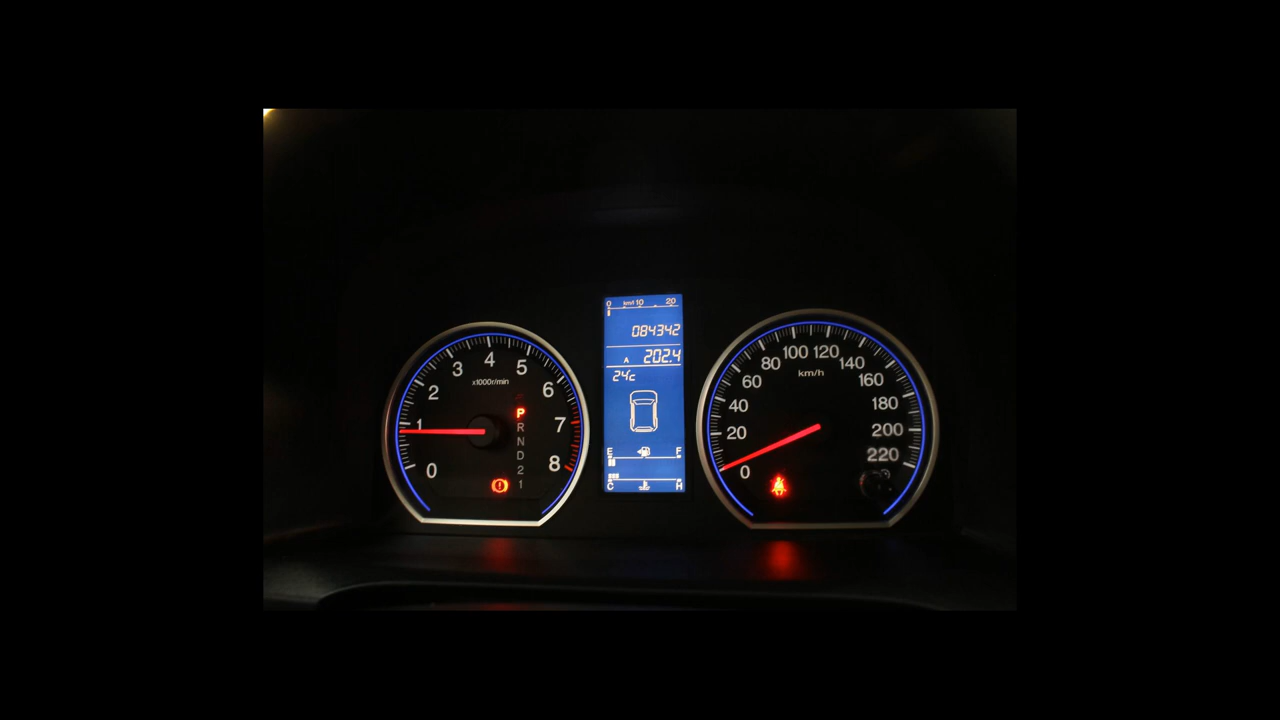 0 1 2 3 4 5 6 7 8
x1000r/min
P
R
N
D
2
1
0 km/l 10 20
084342
A 202.4
24c
E F
C H
0 20 40 60 80 100 120 140 160 180 200 220
km/h